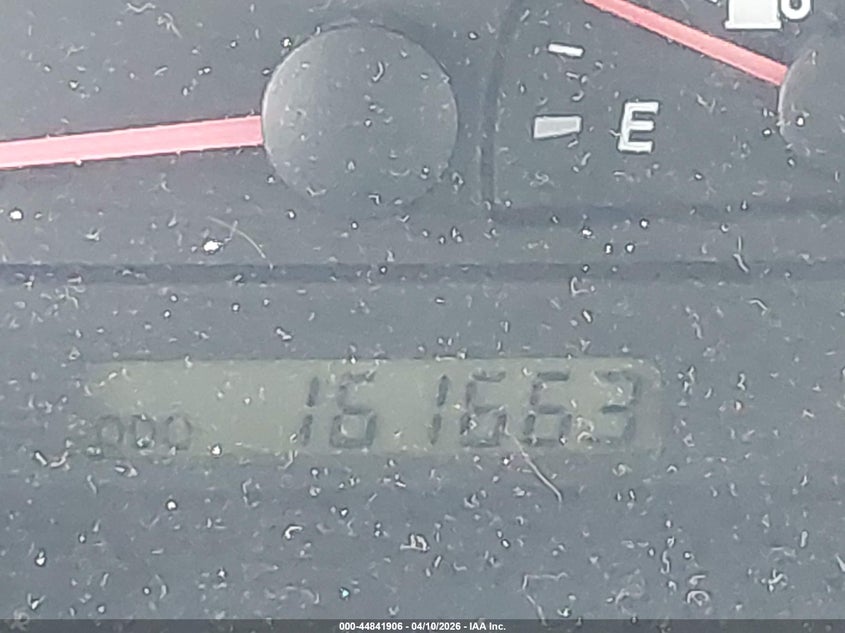 E
ODO 161663
000-44841906 - 04/10/2026 - IAA Inc.